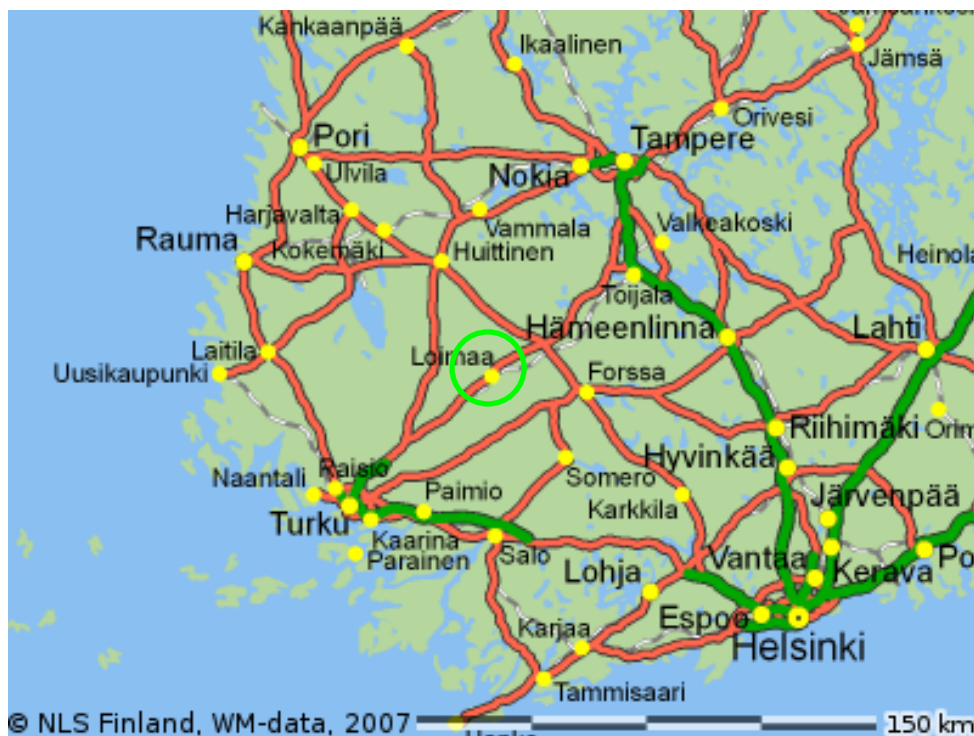 Kankaanpää
Ikaalinen
Jämsä
Orivesi
Pori
Tampere
Ulvila
Nokia
Harjavalta
Vammala
Valkeakoski
Rauma
Kokemäki
Huittinen
Heinola
Toijala
Hämeenlinna
Lahti
Laitila
Loimaa
Uusikaupunki
Forssa
Riihimäki
Orim
Hyvinkää
Raisio
Naantali
Somero
Paimio
Karkkila
Järvenpää
Turku
Kaarina
Salo
Parainen
Vantaa
Po
Lohja
Kerava
Espoo
Karjaa
Helsinki
Tammisaari
© NLS Finland, WM-data, 2007
150 km